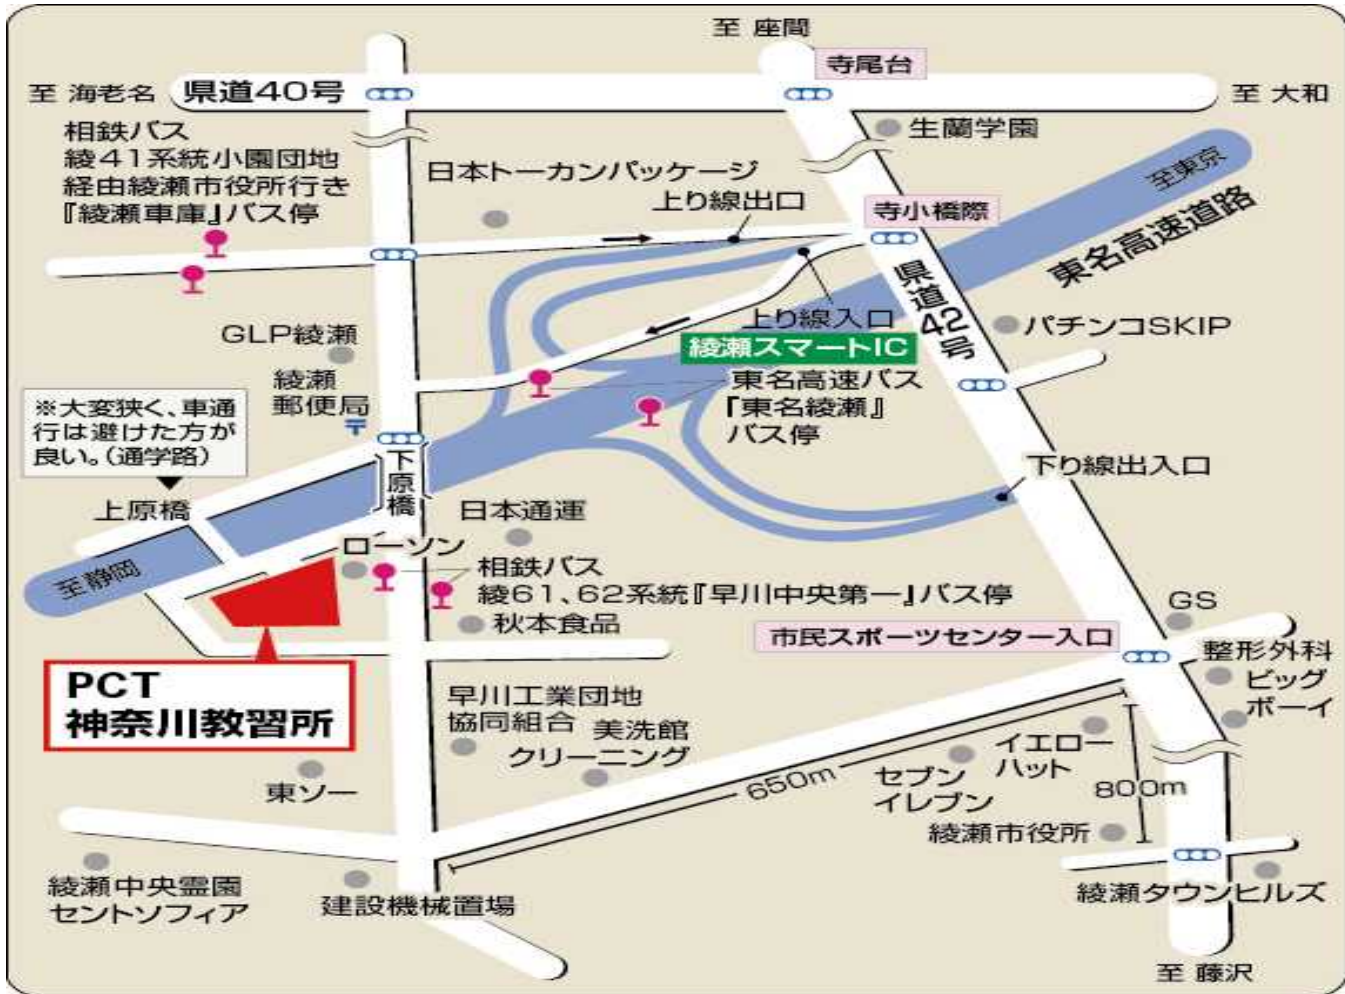 至 座間
寺尾台
至 海老名
県道40号
至 大和
相鉄バス
綾41系統小園団地
経由綾瀬市役所行き
『綾瀬車庫』バス停
生蘭学園
日本トーカンパッケージ
至東京
上り線出口
寺小橋際
東名高速道路
県道42号
上り線入口
GLP綾瀬
パチンコSKIP
綾瀬スマートIC
綾瀬
郵便局
〒
東名高速バス
『東名綾瀬』
バス停
※大変狭く、車通
行は避けた方が
良い。(通学路)
下原橋
下り線出入口
上原橋
日本通運
ローソン
至静岡
相鉄バス
綾61、62系統『早川中央第一』バス停
秋本食品
GS
市民スポーツセンター入口
整形外科
ビッグ
ボーイ
PCT
神奈川教習所
早川工業団地
協同組合
美洗館
クリーニング
イエロー
ハット
650m
セブン
イレブン
800m
東ソー
綾瀬市役所
綾瀬中央霊園
セントソフィア
建設機械置場
綾瀬タウンヒルズ
至 藤沢